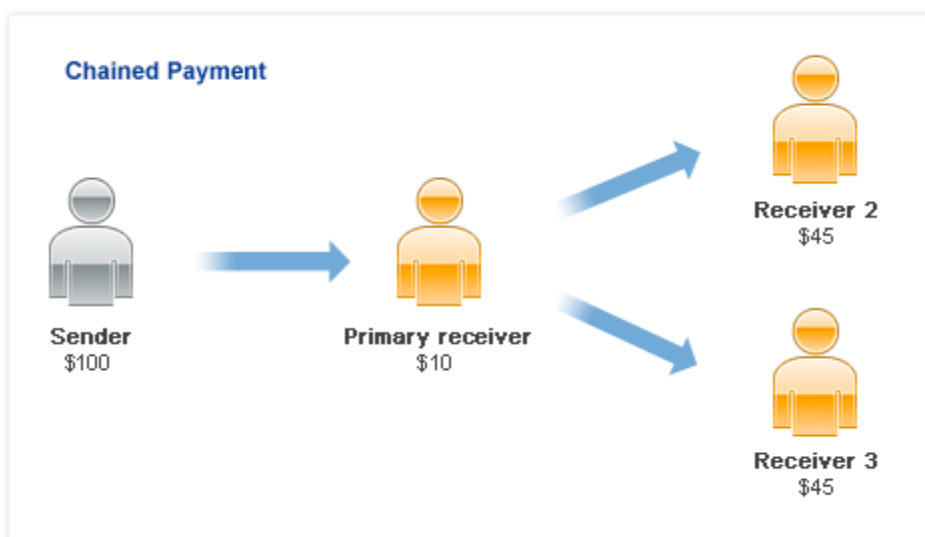 Chained Payment
Receiver 2
$45
Sender
$100
Primary receiver
$10
Receiver 3
$45